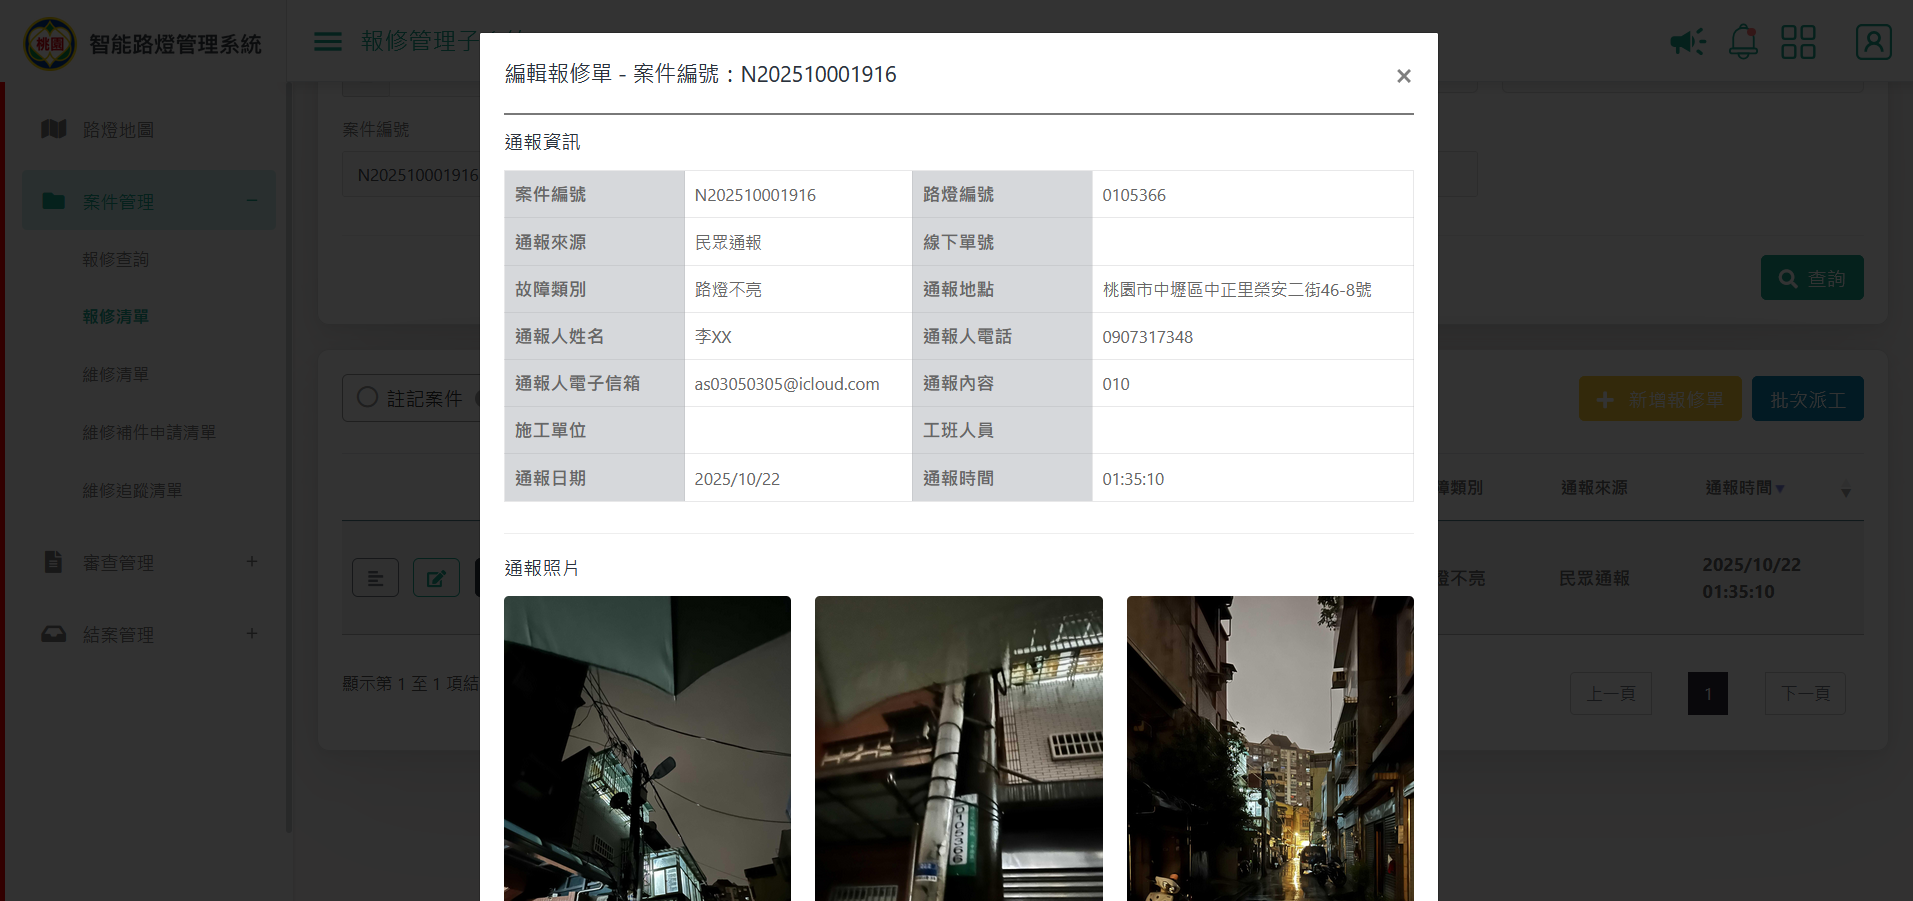 桃園
智能路燈管理系統
報修管理子
路燈地圖
案件管理
報修查詢
報修清單
維修清單
維修補件申請清單
維修追蹤清單
審查管理
結案管理
案件編號
N202510001916
查詢
註記案件
新增報修單
批次派工
障類別
通報來源
通報時間
燈不亮
民眾通報
2025/10/22
01:35:10
顯示第 1 至 1 項結
上一頁
1
下一頁
編輯報修單 - 案件編號：N202510001916
×
通報資訊
案件編號 N202510001916 路燈編號 0105366
通報來源 民眾通報 線下單號
故障類別 路燈不亮 通報地點 桃園市中壢區中正里榮安二街46-8號
通報人姓名 李XX 通報人電話 0907317348
通報人電子信箱 as03050305@icloud.com 通報內容 010
施工單位 工班人員
通報日期 2025/10/22 通報時間 01:35:10
通報照片
0105366